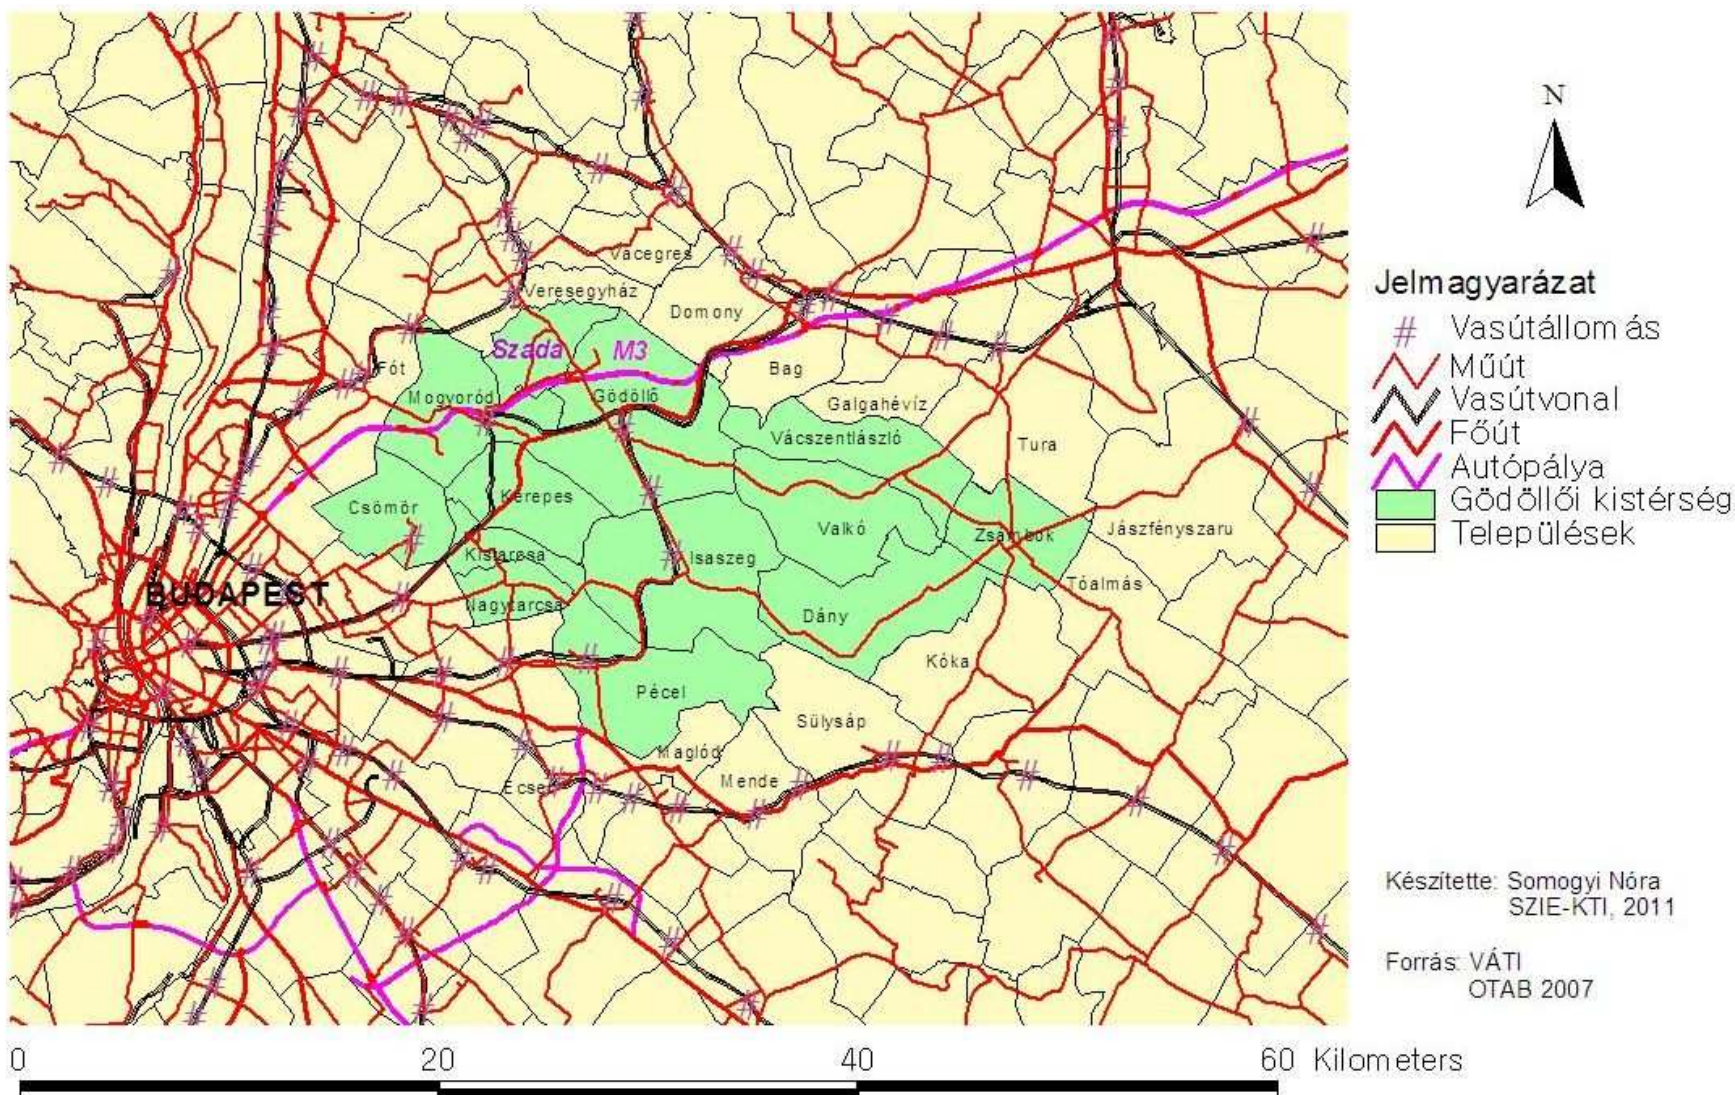 Vácegres
Veresegyház
Domony
Szada
M3
Fót
Bag
Mogyoród
Gödöllő
Galgahévíz
Vácszentlászló
Tura
Kerepes
Csömör
Valkó
Zsámbok
Jászfényszaru
Kistarcsa
Isaszeg
Tóalmás
BUDAPEST
Nagytarcsa
Dány
Kóka
Pécel
Sülysáp
Maglód
Mende
Ecser
N
Jelmagyarázat
# Vasútállomás
Műút
Vasútvonal
Főút
Autópálya
Gödöllői kistérség
Települések
Készítette: Somogyi Nóra
SZIE-KTI, 2011
Forrás: VÁTI
OTAB 2007
0 20 40 60 Kilometers